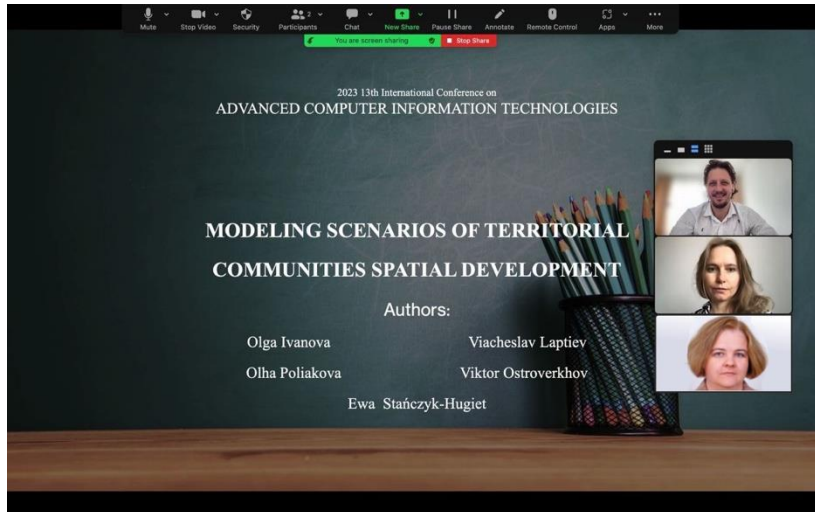 Mute
Stop Video
Security
Participants
2
Chat
New Share
Pause Share
Annotate
Remote Control
Apps
More
You are screen sharing
Stop Share
2023 13th International Conference on
ADVANCED COMPUTER INFORMATION TECHNOLOGIES
MODELING SCENARIOS OF TERRITORIAL
COMMUNITIES SPATIAL DEVELOPMENT
Authors:
Olga Ivanova
Viacheslav Laptiev
Olha Poliakova
Viktor Ostroverkhov
Ewa Stańczyk-Hugiet